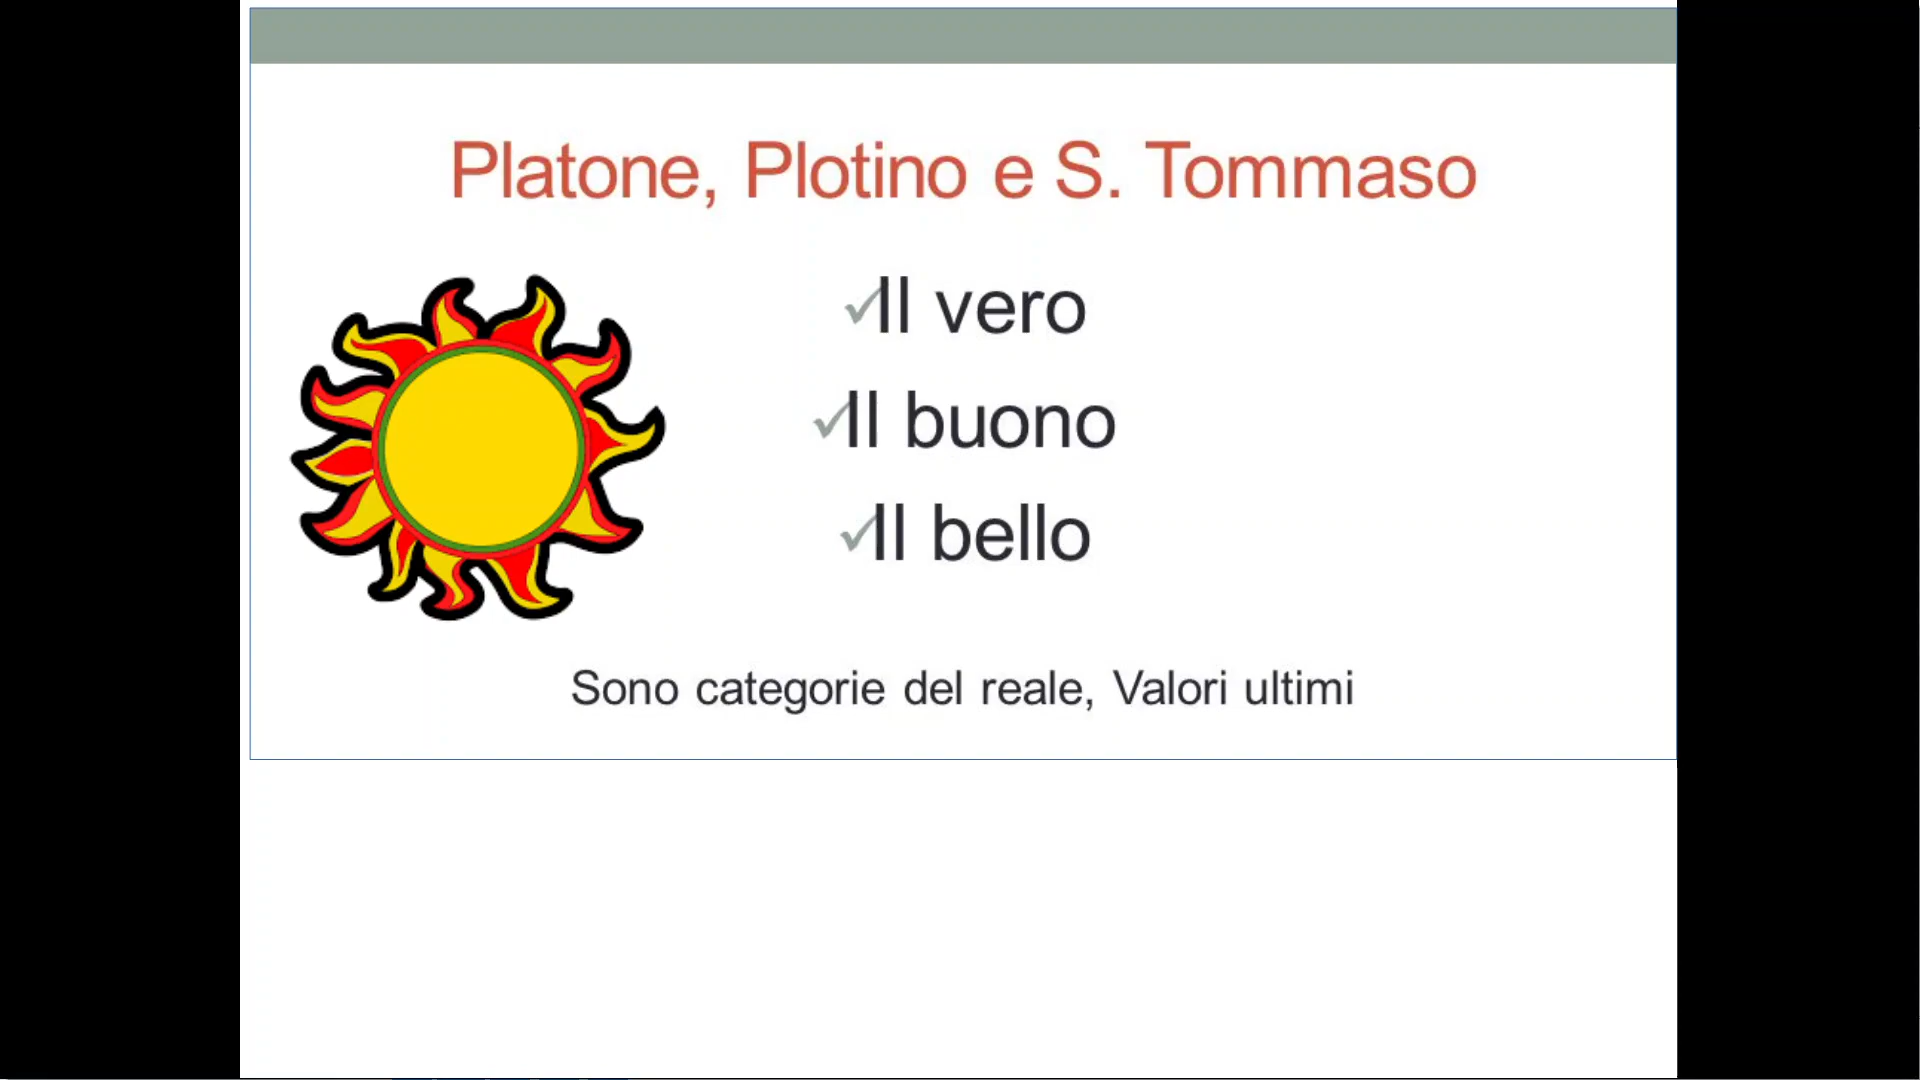 Platone, Plotino e S. Tommaso
✓Il vero
✓Il buono
✓Il bello
Sono categorie del reale, Valori ultimi